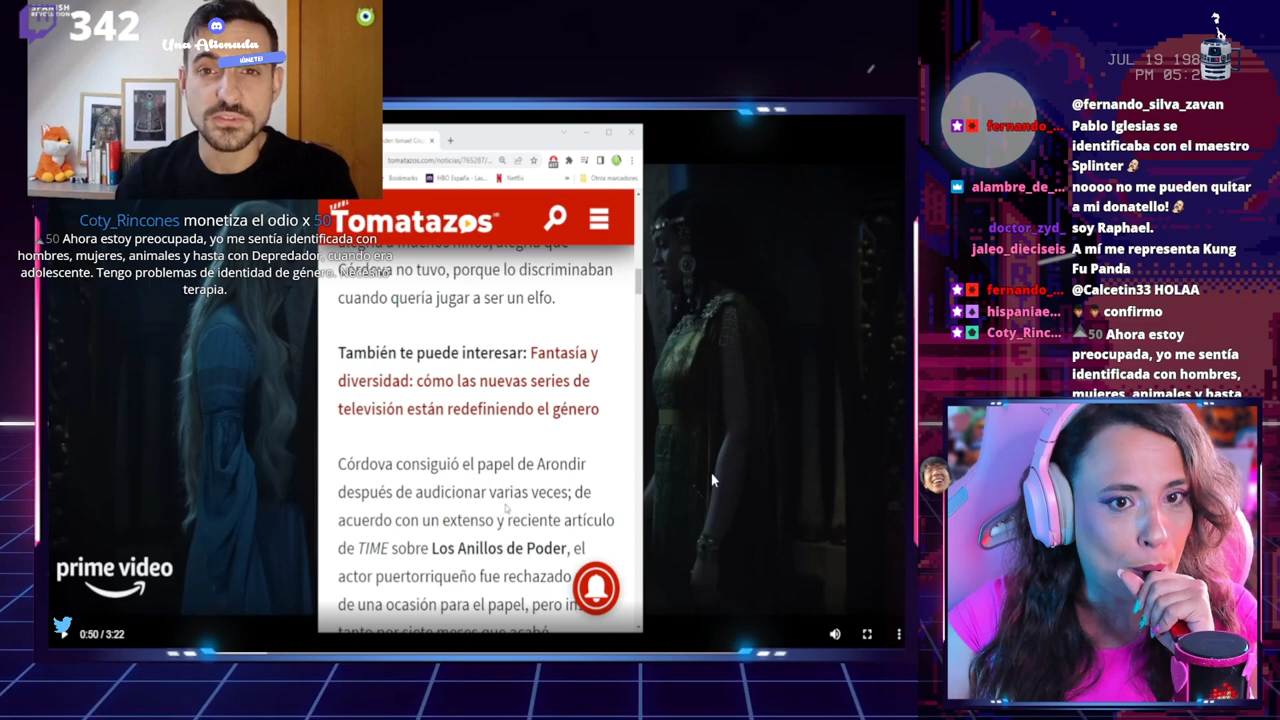 SPANISH
REVOLUTION
342
Una Alienada
¡ÚNETE!
Coty_Rincones monetiza el odio x 50
50 Ahora estoy preocupada, yo me sentía identificada con
hombres, mujeres, animales y hasta con Depredador, cuando era
adolescente. Tengo problemas de identidad de género. Necesito
terapia.
tomatazos.com/noticias/765287/...
Bookmarks
HBO España - Las...
Netflix
»
Otros marcadores
Tomatazos
no tuvo, porque lo discriminaban
cuando quería jugar a ser un elfo.
También te puede interesar: Fantasía y
diversidad: cómo las nuevas series de
televisión están redefiniendo el género
Córdova consiguió el papel de Arondir
después de audicionar varias veces; de
acuerdo con un extenso y reciente artículo
de TIME sobre Los Anillos de Poder, el
actor puertorriqueño fue rechazado
de una ocasión para el papel, pero
prime video
0:50 / 3:22
JUL 19 198
PM 05:2
@fernando_silva_zavan
fernando_... Pablo Iglesias se
identificaba con el maestro
Splinter
alambre_de_... noooo no me pueden quitar
a mi donatello!
doctor_zyd_ soy Raphael.
jaleo_dieciseis A mí me representa Kung
Fu Panda
fernando_... @Calcetin33 HOLAA
hispaniae... confirmo
Coty_Rinc... 50 Ahora estoy
preocupada, yo me sentía
identificada con hombres,
mujeres, animales y hasta